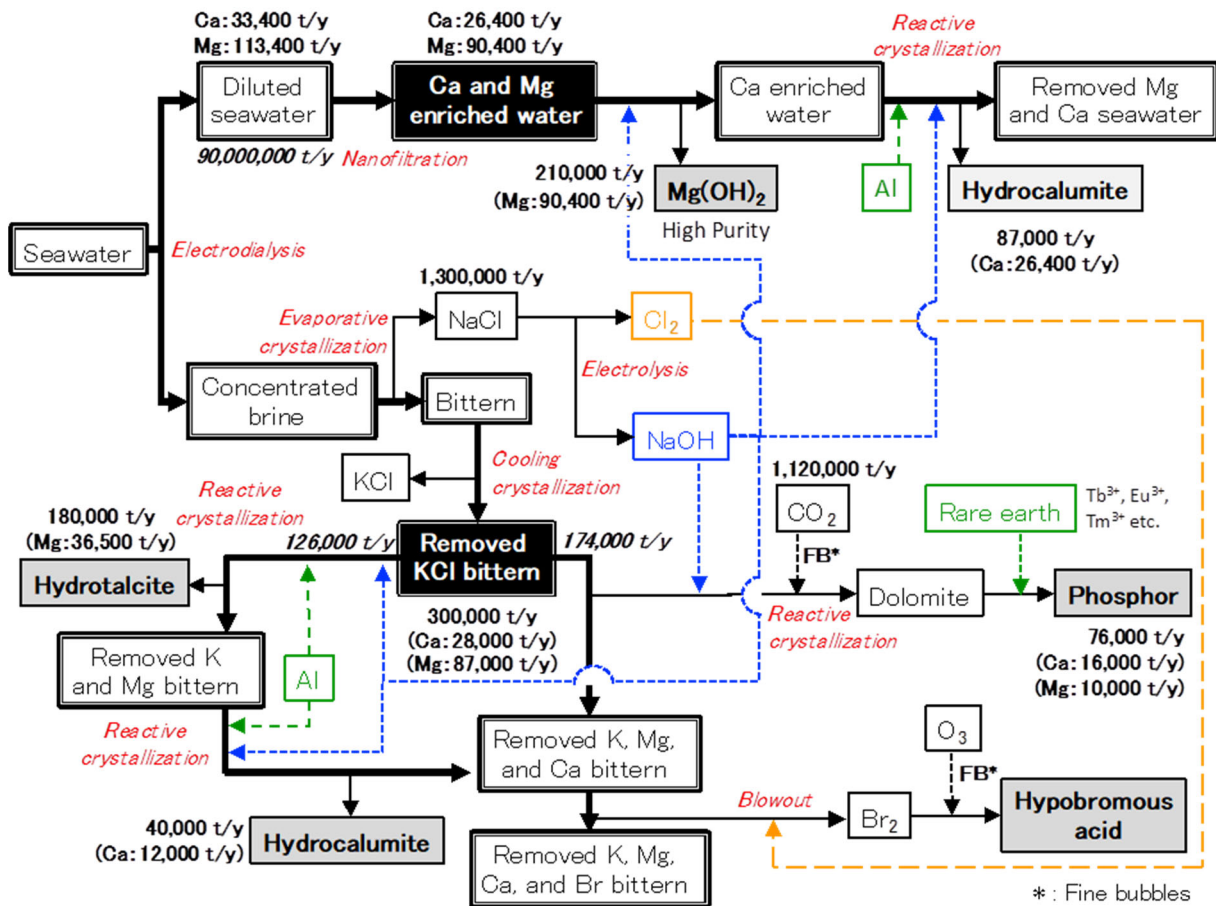 Ca:33,400 t/y
Mg:113,400 t/y
Ca:26,400 t/y
Mg:90,400 t/y
Reactive
crystallization
Diluted
seawater
Ca and Mg
enriched water
Ca enriched
water
Removed Mg
and Ca seawater
90,000,000 t/y
Nanofiltration
210,000 t/y
(Mg:90,400 t/y)
Mg(OH)₂
High Purity
Al
Hydrocalumite
87,000 t/y
(Ca:26,400 t/y)
Seawater
Electrodialysis
1,300,000 t/y
Evaporative
crystallization
NaCl
Cl₂
Electrolysis
Concentrated
brine
Bittern
NaOH
KCl
Cooling
crystallization
Reactive
crystallization
1,120,000 t/y
CO₂
FB*
Rare earth
Tb³⁺, Eu³⁺,
Tm³⁺ etc.
180,000 t/y
(Mg:36,500 t/y)
126,000 t/y
Removed
KCl bittern
174,000 t/y
Hydrotalcite
Dolomite
Phosphor
Reactive
crystallization
300,000 t/y
(Ca:28,000 t/y)
(Mg:87,000 t/y)
76,000 t/y
(Ca:16,000 t/y)
(Mg:10,000 t/y)
Removed K
and Mg bittern
Al
Reactive
crystallization
Removed K, Mg,
and Ca bittern
O₃
FB*
Blowout
Br₂
Hypobromous
acid
40,000 t/y
(Ca:12,000 t/y)
Hydrocalumite
Removed K, Mg,
Ca, and Br bittern
* : Fine bubbles